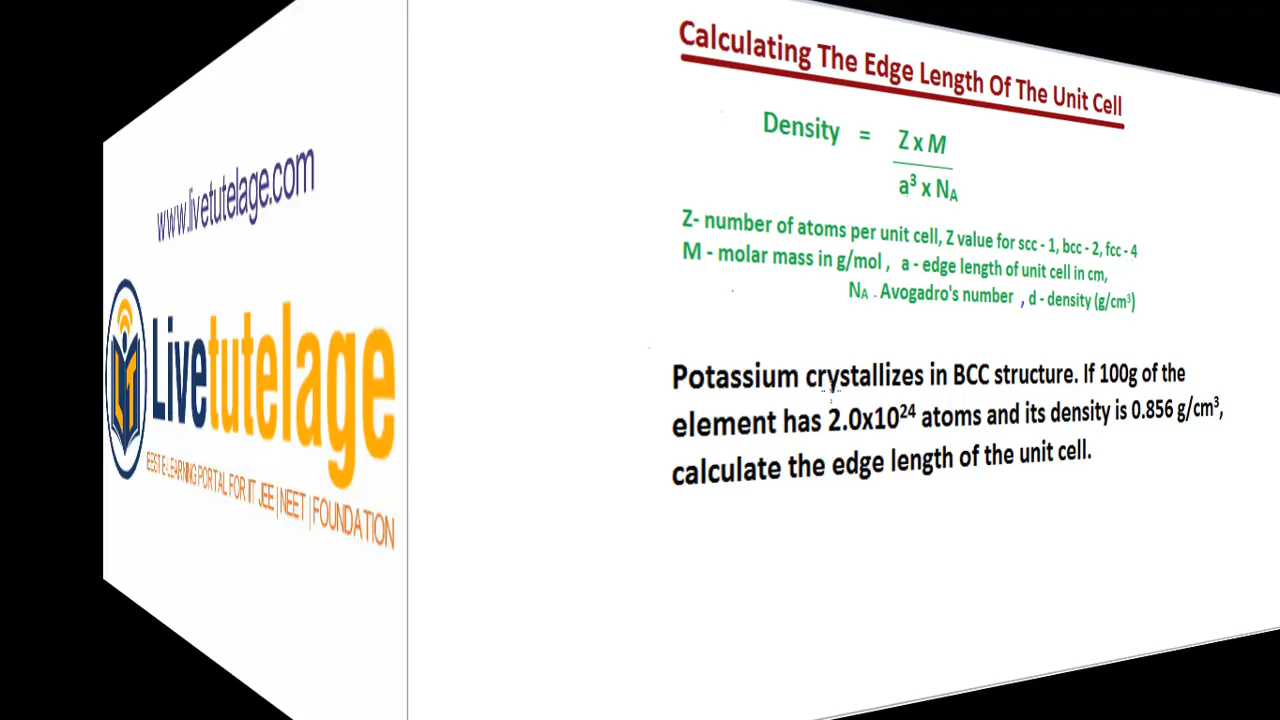 www.livetutelage.com
Livetutelage
BEST E-LEARNING PORTAL FOR IIT JEE | NEET | FOUNDATION
Calculating The Edge Length Of The Unit Cell
Density = Z x M
a³ x NA
Z- number of atoms per unit cell, Z value for scc - 1, bcc - 2, fcc - 4
M - molar mass in g/mol , a - edge length of unit cell in cm,
NA - Avogadro's number , d - density (g/cm³)
Potassium crystallizes in BCC structure. If 100g of the
element has 2.0x10²⁴ atoms and its density is 0.856 g/cm³,
calculate the edge length of the unit cell.